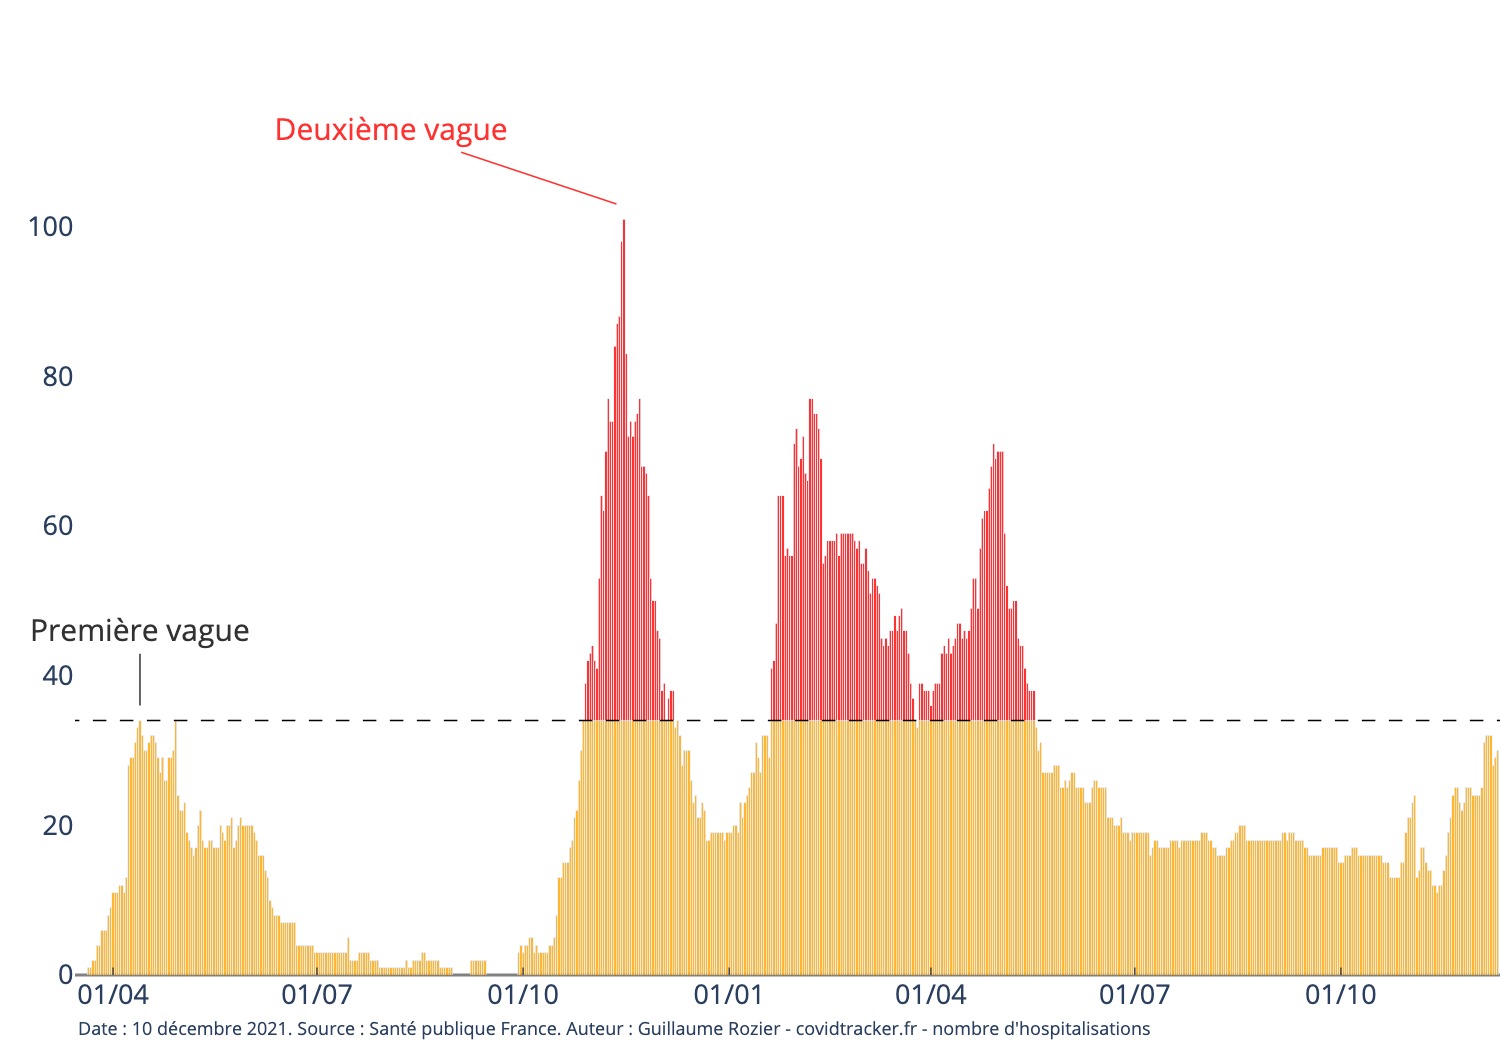 Deuxième vague
100
80
60
Première vague
40
20
0
01/04 01/07 01/10 01/01 01/04 01/07 01/10
Date : 10 décembre 2021. Source : Santé publique France. Auteur : Guillaume Rozier - covidtracker.fr - nombre d'hospitalisations